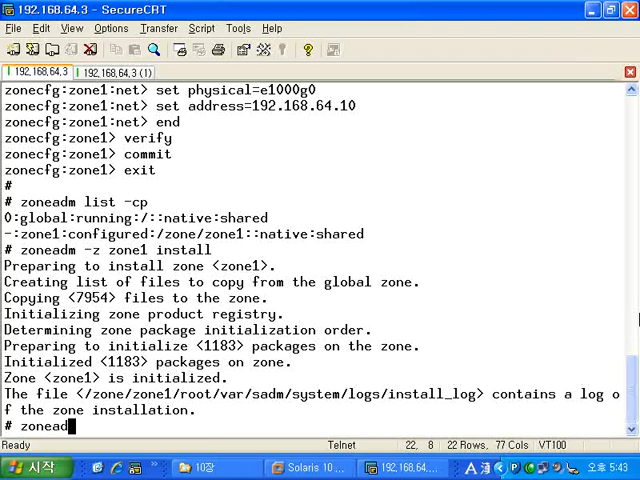 192.168.64.3 - SecureCRT
File Edit View Options Transfer Script Tools Help
192,168,64,3 192,168,64,3 (1)
zonecfg:zone1:net> set physical=e1000g0
zonecfg:zone1:net> set address=192.168.64.10
zonecfg:zone1:net> end
zonecfg:zone1> verify
zonecfg:zone1> commit
zonecfg:zone1> exit
#
# zoneadm list -cp
0:global:running:/::native:shared
-:zone1:configured:/zone/zone1::native:shared
# zoneadm -z zone1 install
Preparing to install zone <zone1>.
Creating list of files to copy from the global zone.
Copying <7954> files to the zone.
Initializing zone product registry.
Determining zone package initialization order.
Preparing to initialize <1183> packages on the zone.
Initialized <1183> packages on zone.
Zone <zone1> is initialized.
The file </zone/zone1/root/var/sadm/system/logs/install_log> contains a log o
f the zone installation.
# zonead
Ready Telnet 22, 8 22 Rows, 77 Cols VT100
시작 10장 Solaris 10 ... 192,168,64,... A 漢 오후 5:43